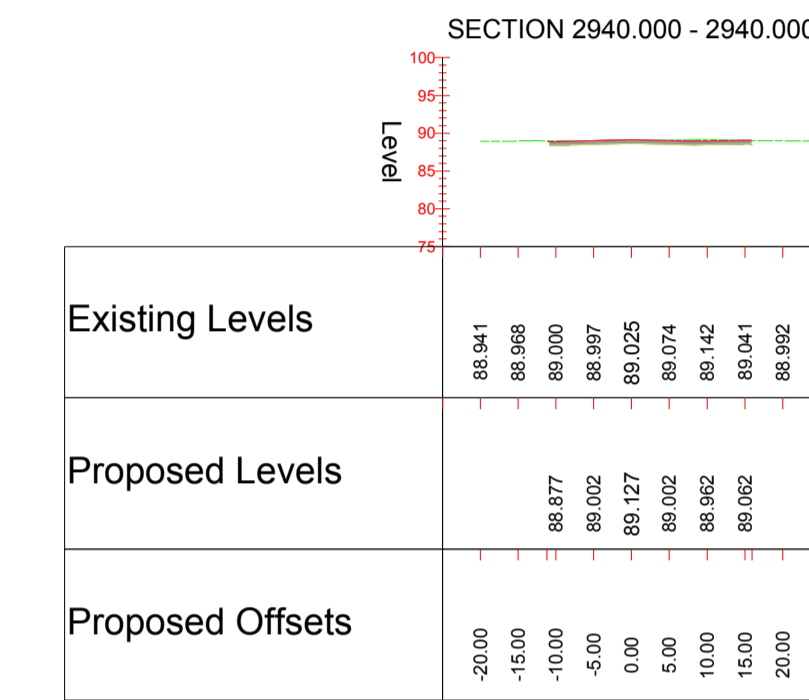 SECTION 2940.000 - 2940.000
100
95
90
85
80
75
Level
Existing Levels
88.941 88.968 89.000 88.997 89.025 89.074 89.142 89.041 88.992
Proposed Levels
88.877 89.002 89.127 89.002 88.962 89.062
Proposed Offsets
-20.00 -15.00 -10.00 -5.00 0.00 5.00 10.00 15.00 20.00